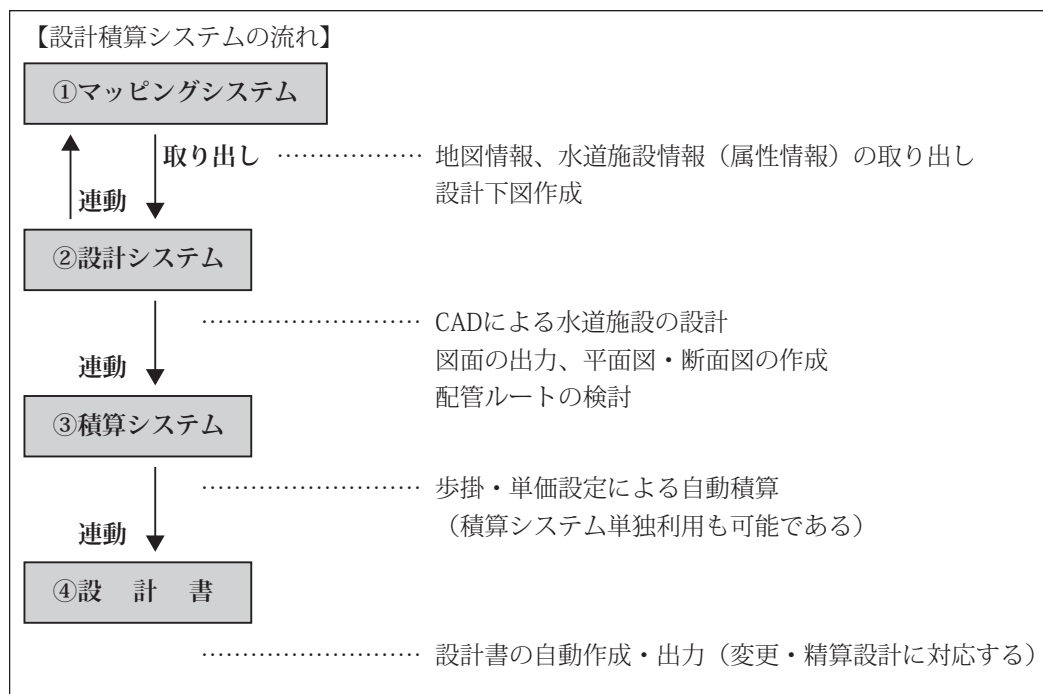 【設計積算システムの流れ】
①マッピングシステム
取り出し ……………… 地図情報、水道施設情報（属性情報）の取り出し
設計下図作成
連動
②設計システム
……………………… CADによる水道施設の設計
図面の出力、平面図・断面図の作成
連動
配管ルートの検討
③積算システム
……………………… 歩掛・単価設定による自動積算
（積算システム単独利用も可能である）
連動
④設　計　書
……………………… 設計書の自動作成・出力（変更・精算設計に対応する）